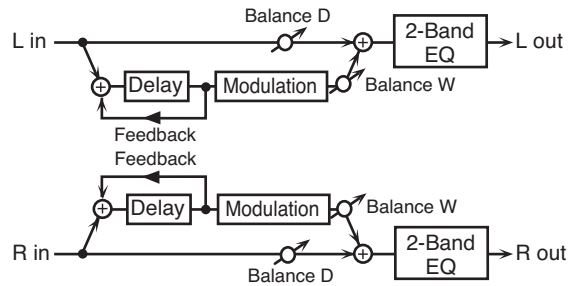 Balance D
L in
2-Band
EQ
L out
Delay
Modulation
Balance W
Feedback
Feedback
Delay
Modulation
Balance W
R in
2-Band
EQ
R out
Balance D